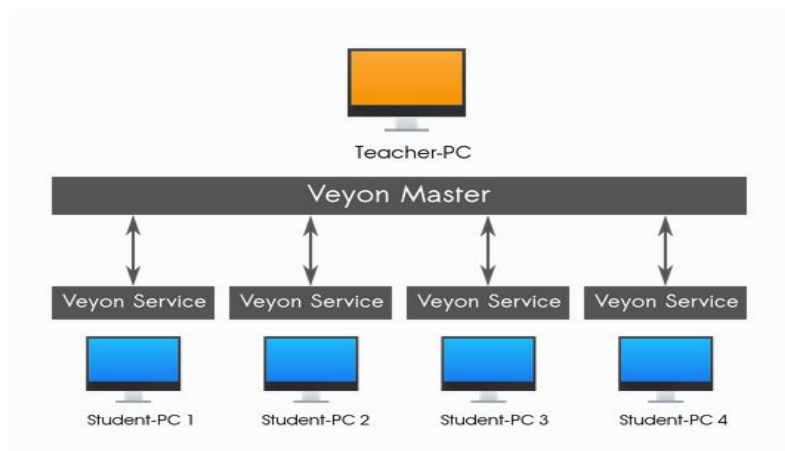 Teacher-PC
Veyon Master
Veyon Service Veyon Service Veyon Service Veyon Service
Student-PC 1 Student-PC 2 Student-PC 3 Student-PC 4